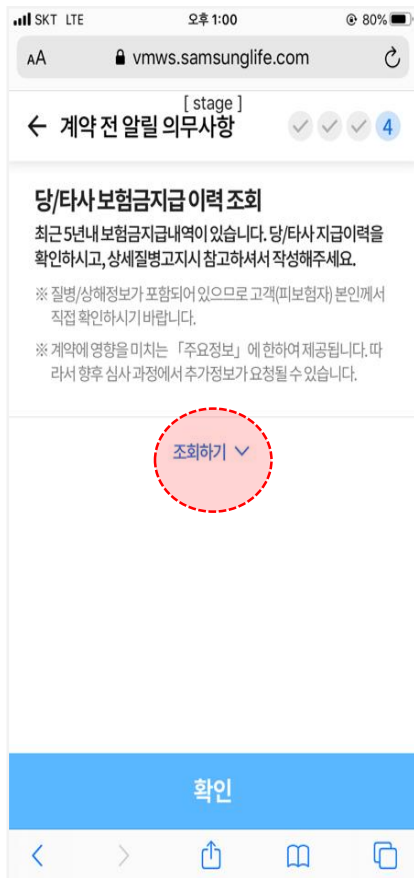 SKT LTE 오후 1:00 80%
AA vmws.samsunglife.com
[ stage ]
계약 전 알릴 의무사항 4
당/타사 보험금지급 이력 조회
최근 5년내 보험금지급내역이 있습니다. 당/타사 지급이력을
확인하시고, 상세질병고지시 참고하셔서 작성해주세요.
※ 질병/상해정보가 포함되어 있으므로 고객(피보험자) 본인께서
직접 확인하시기 바랍니다.
※ 계약에 영향을 미치는 「주요정보」에 한하여 제공됩니다. 따
라서 향후 심사 과정에서 추가정보가 요청될 수 있습니다.
조회하기
확인